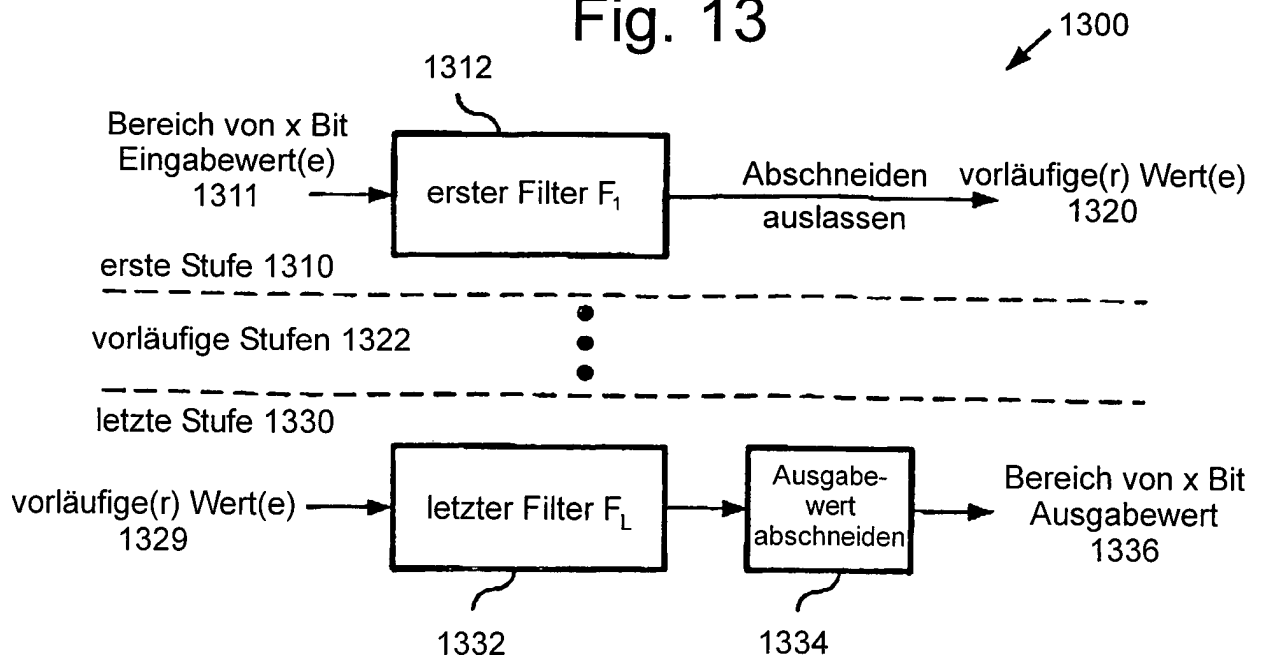 Fig. 13
1300
1312
Bereich von x Bit
Eingabewert(e)
1311
erster Filter F₁
Abschneiden
auslassen
vorläufige(r) Wert(e)
1320
erste Stufe 1310
vorläufige Stufen 1322
letzte Stufe 1330
vorläufige(r) Wert(e)
1329
letzter Filter F_L
Ausgabe-
wert
abschneiden
Bereich von x Bit
Ausgabewert
1336
1332
1334